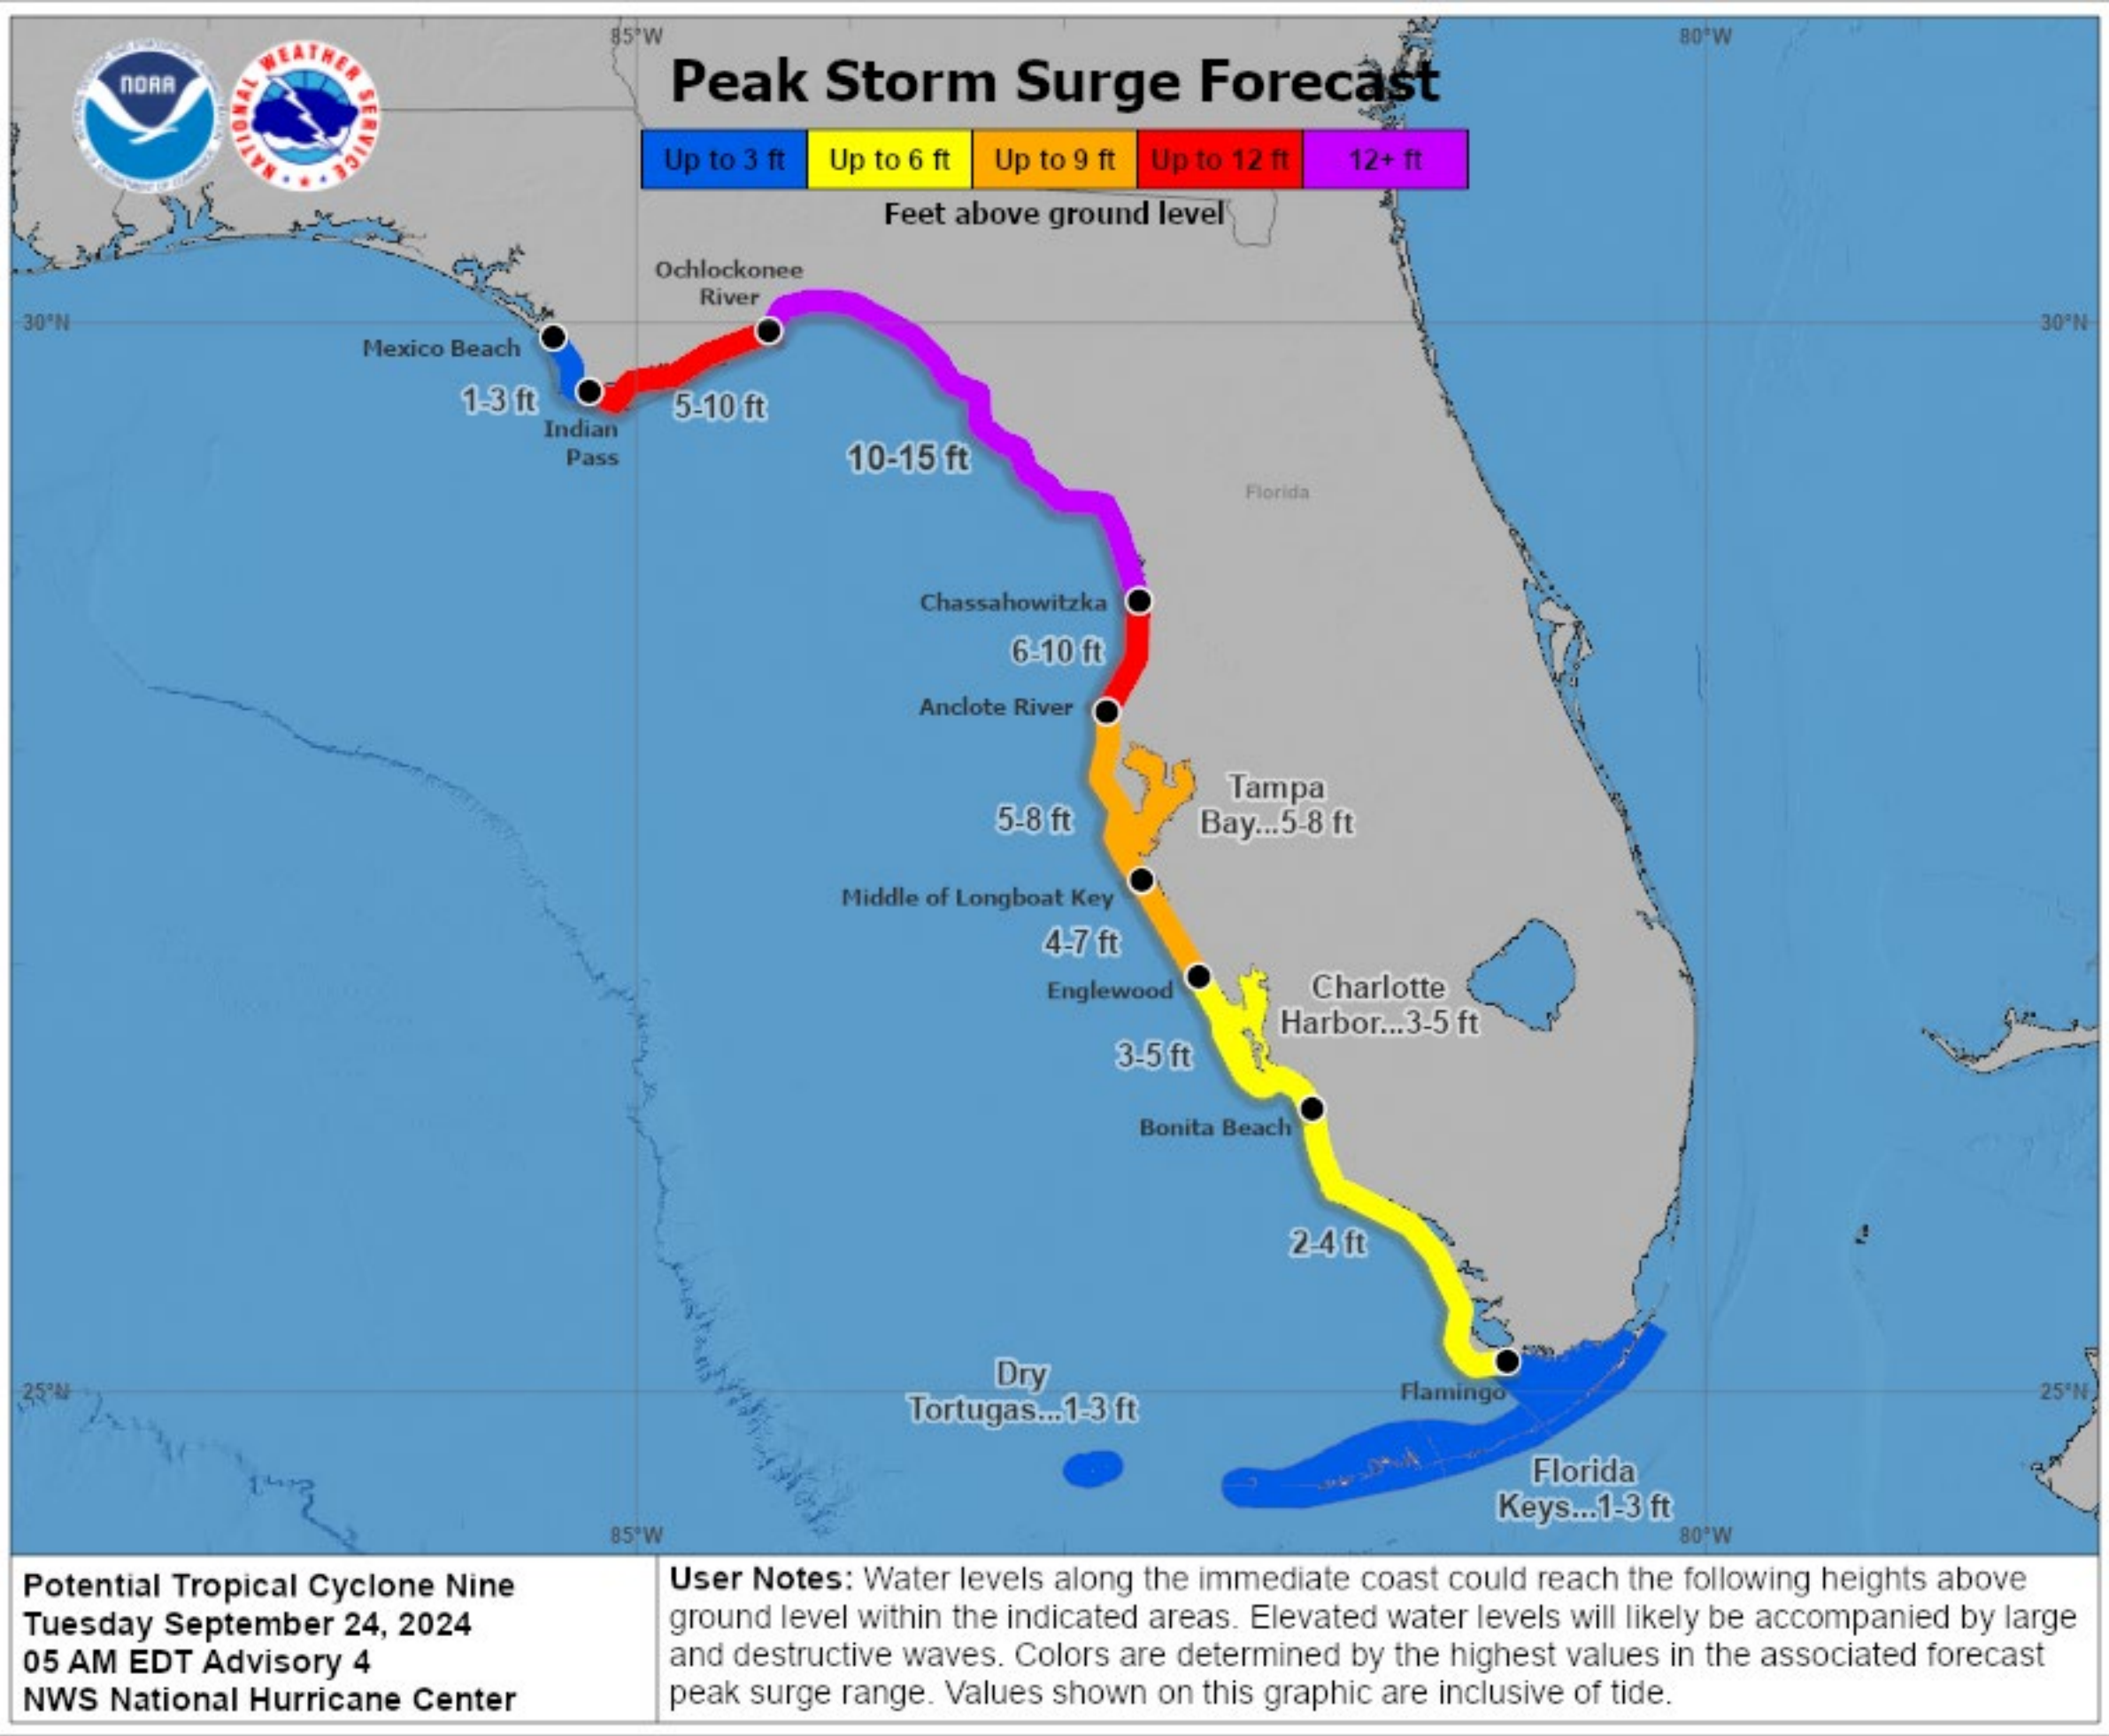 85°W
80°W
NOAA
NATIONAL WEATHER SERVICE
Peak Storm Surge Forecast
Up to 3 ft
Up to 6 ft
Up to 9 ft
Up to 12 ft
12+ ft
Feet above ground level
Ochlockonee
River
30°N
30°N
Mexico Beach
1-3 ft
5-10 ft
Indian
Pass
10-15 ft
Florida
Chassahowitzka
6-10 ft
Anclote River
Tampa
Bay...5-8 ft
5-8 ft
Middle of Longboat Key
4-7 ft
Englewood
Charlotte
Harbor...3-5 ft
3-5 ft
Bonita Beach
2-4 ft
Dry
Tortugas...1-3 ft
25°N
Flamingo
25°N
Florida
Keys...1-3 ft
85°W
80°W
Potential Tropical Cyclone Nine
Tuesday September 24, 2024
05 AM EDT Advisory 4
NWS National Hurricane Center
User Notes: Water levels along the immediate coast could reach the following heights above
ground level within the indicated areas. Elevated water levels will likely be accompanied by large
and destructive waves. Colors are determined by the highest values in the associated forecast
peak surge range. Values shown on this graphic are inclusive of tide.